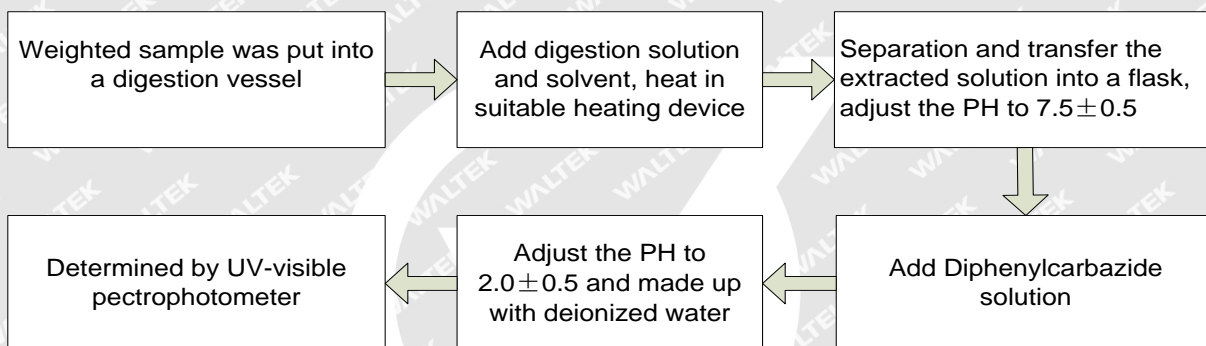 Weighted sample was put into
a digestion vessel
Add digestion solution
and solvent, heat in
suitable heating device
Separation and transfer the
extracted solution into a flask,
adjust the PH to 7.5±0.5
Add Diphenylcarbazide
solution
Adjust the PH to
2.0±0.5 and made up
with deionized water
Determined by UV-visible
pectrophotometer